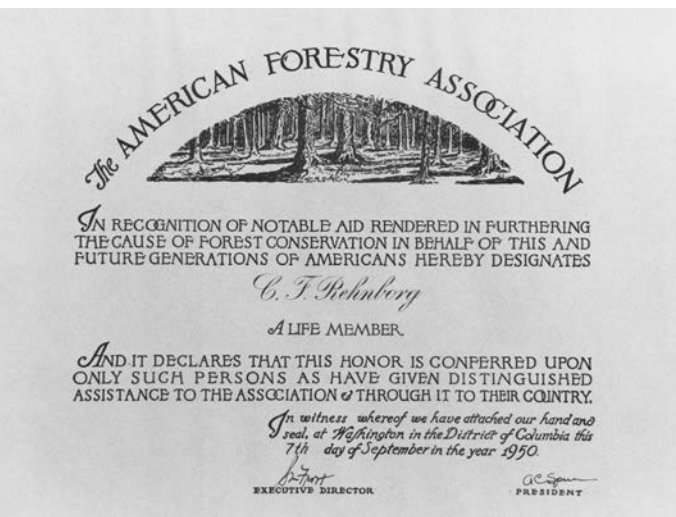 The AMERICAN FORESTRY ASSOCIATION
IN RECOGNITION OF NOTABLE AID RENDERED IN FURTHERING
THE CAUSE OF FOREST CONSERVATION IN BEHALF OF THIS AND
FUTURE GENERATIONS OF AMERICANS HEREBY DESIGNATES
C. F. Rehnborg
A LIFE MEMBER
AND IT DECLARES THAT THIS HONOR IS CONFERRED UPON
ONLY SUCH PERSONS AS HAVE GIVEN DISTINGUISHED
ASSISTANCE TO THE ASSOCIATION & THROUGH IT TO THEIR COUNTRY.
In witness whereof we have attached our hand and
seal, at Washington in the District of Columbia this
7th day of September in the year 1950.
EXECUTIVE DIRECTOR
PRESIDENT